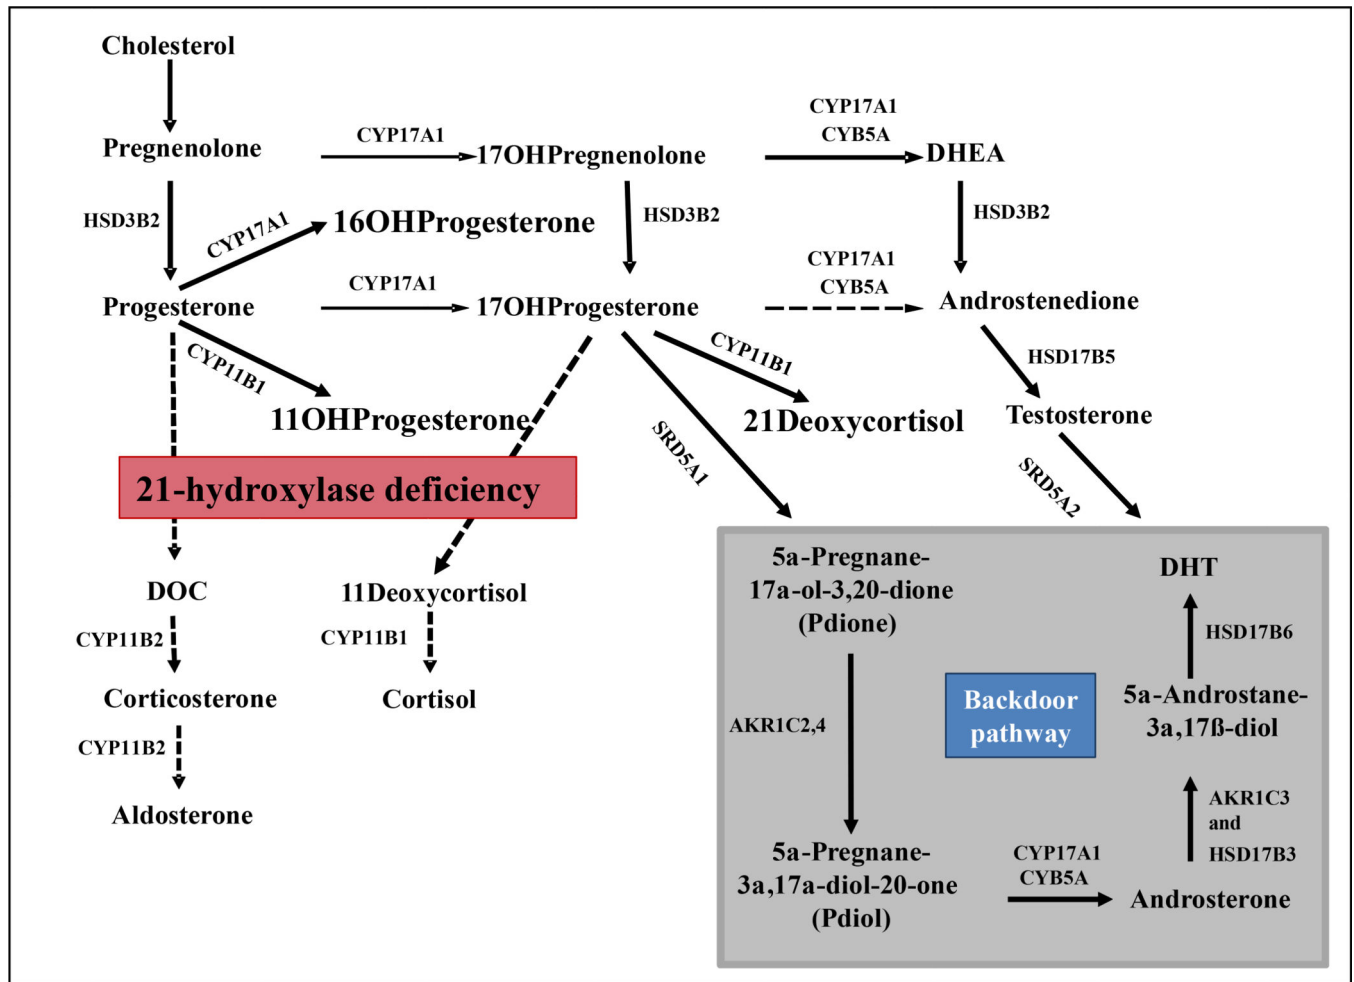 Cholesterol
Pregnenolone
CYP17A1
17OHPregnenolone
CYP17A1
CYB5A
DHEA
HSD3B2
CYP17A1
16OHProgesterone
HSD3B2
HSD3B2
Progesterone
CYP17A1
17OHProgesterone
CYP17A1
CYB5A
Androstenedione
CYP11B1
11OHProgesterone
CYP11B1
21Deoxycortisol
HSD17B5
Testosterone
SRD5A1
SRD5A2
21-hydroxylase deficiency
DOC
11Deoxycortisol
CYP11B2
CYP11B1
Corticosterone
Cortisol
CYP11B2
Aldosterone
5a-Pregnane-
17a-ol-3,20-dione
(Pdione)
DHT
HSD17B6
Backdoor
pathway
5a-Androstane-
3a,17ß-diol
AKR1C2,4
AKR1C3
and
HSD17B3
5a-Pregnane-
3a,17a-diol-20-one
(Pdiol)
CYP17A1
CYB5A
Androsterone